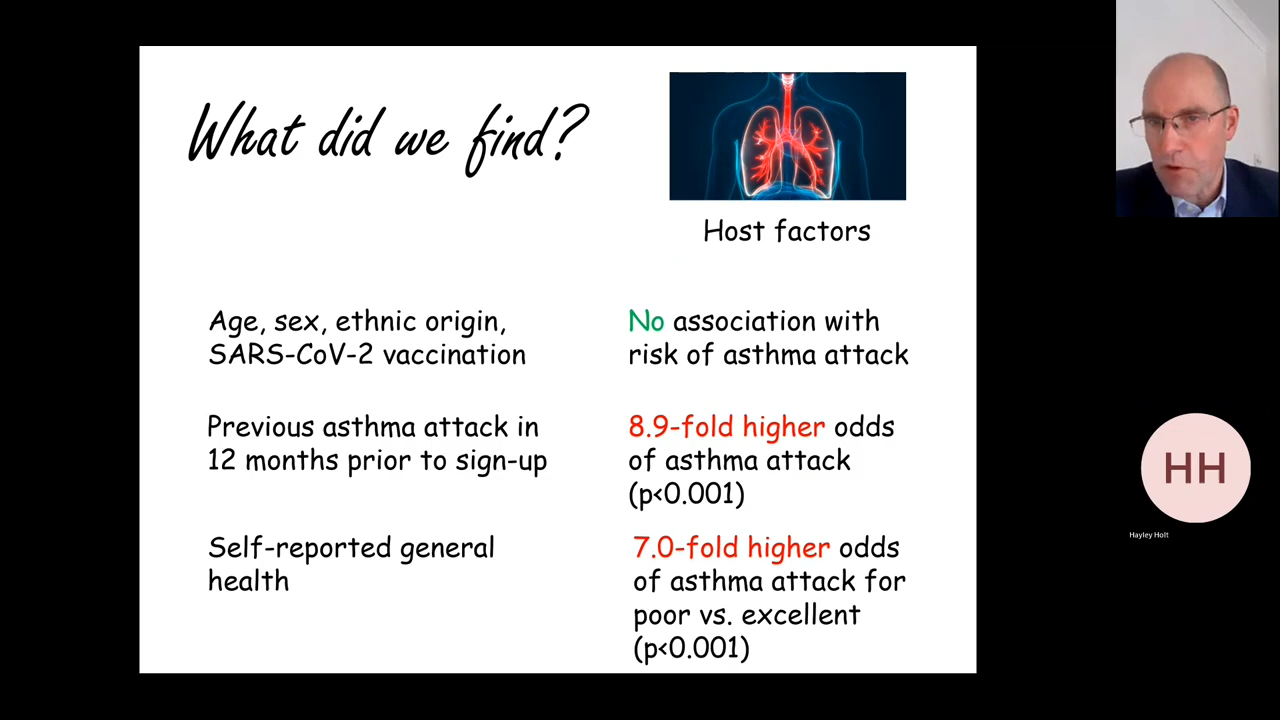 What did we find?
Host factors
Age, sex, ethnic origin,
SARS-CoV-2 vaccination
No association with
risk of asthma attack
Previous asthma attack in
12 months prior to sign-up
8.9-fold higher odds
of asthma attack
(p<0.001)
Self-reported general
health
7.0-fold higher odds
of asthma attack for
poor vs. excellent
(p<0.001)
HH
Hayley Holt